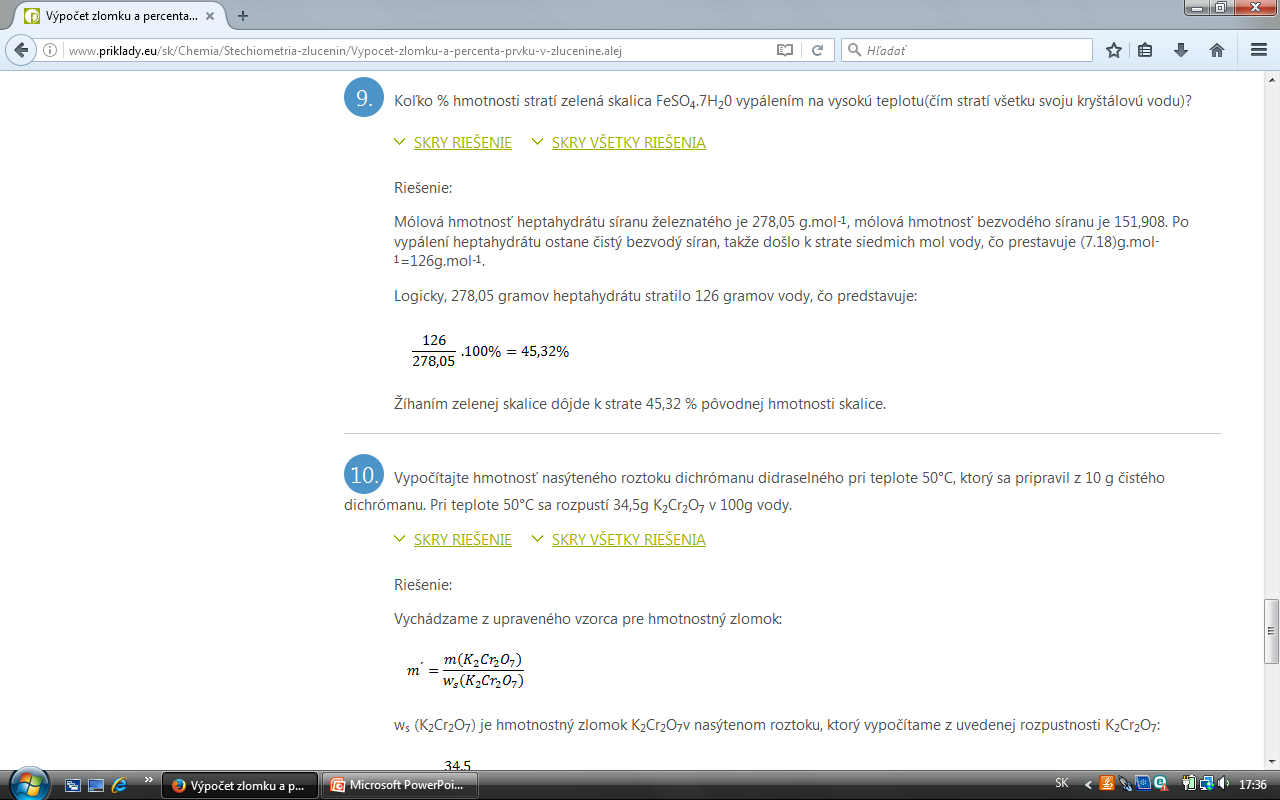 Výpočet zlomku a percenta...
www.priklady.eu/sk/Chemia/Stechiometria-zlucenin/Vypocet-zlomku-a-percenta-prvku-v-zlucenine.alej
Hľadať
9. Koľko % hmotnosti stratí zelená skalica FeSO4.7H20 vypálením na vysokú teplotu(čím stratí všetku svoju kryštálovú vodu)?
SKRY RIEŠENIE SKRY VŠETKY RIEŠENIA
Riešenie:
Mólová hmotnosť heptahydrátu síranu železnatého je 278,05 g.mol-1, mólová hmotnosť bezvodého síranu je 151,908. Po
vypálení heptahydrátu ostane čistý bezvodý síran, takže došlo k strate siedmich mol vody, čo prestavuje (7.18)g.mol-
1=126g.mol-1.
Logicky, 278,05 gramov heptahydrátu stratilo 126 gramov vody, čo predstavuje:
126
278,05 .100% = 45,32%
Žíhaním zelenej skalice dôjde k strate 45,32 % pôvodnej hmotnosti skalice.
10. Vypočítajte hmotnosť nasýteného roztoku dichrómanu didraselného pri teplote 50°C, ktorý sa pripravil z 10 g čistého
dichrómanu. Pri teplote 50°C sa rozpustí 34,5g K2Cr2O7 v 100g vody.
SKRY RIEŠENIE SKRY VŠETKY RIEŠENIA
Riešenie:
Vychádzame z upraveného vzorca pre hmotnostný zlomok:
m´ = m(K2Cr2O7)
ws(K2Cr2O7)
ws (K2Cr2O7) je hmotnostný zlomok K2Cr2O7v nasýtenom roztoku, ktorý vypočítame z uvedenej rozpustnosti K2Cr2O7:
34,5
Výpočet zlomku a p...
Microsoft PowerPoi...
SK
17:36